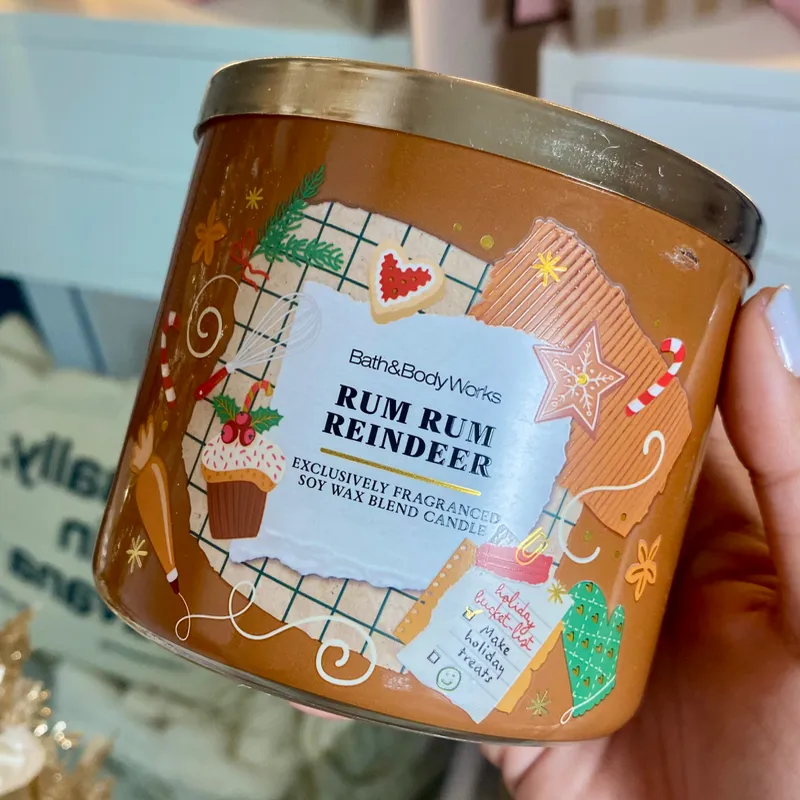 Bath&BodyWorks
RUM RUM
REINDEER
EXCLUSIVELY FRAGRANCED
SOY WAX BLEND CANDLE
holiday
bucket-list
Make
holiday
treats